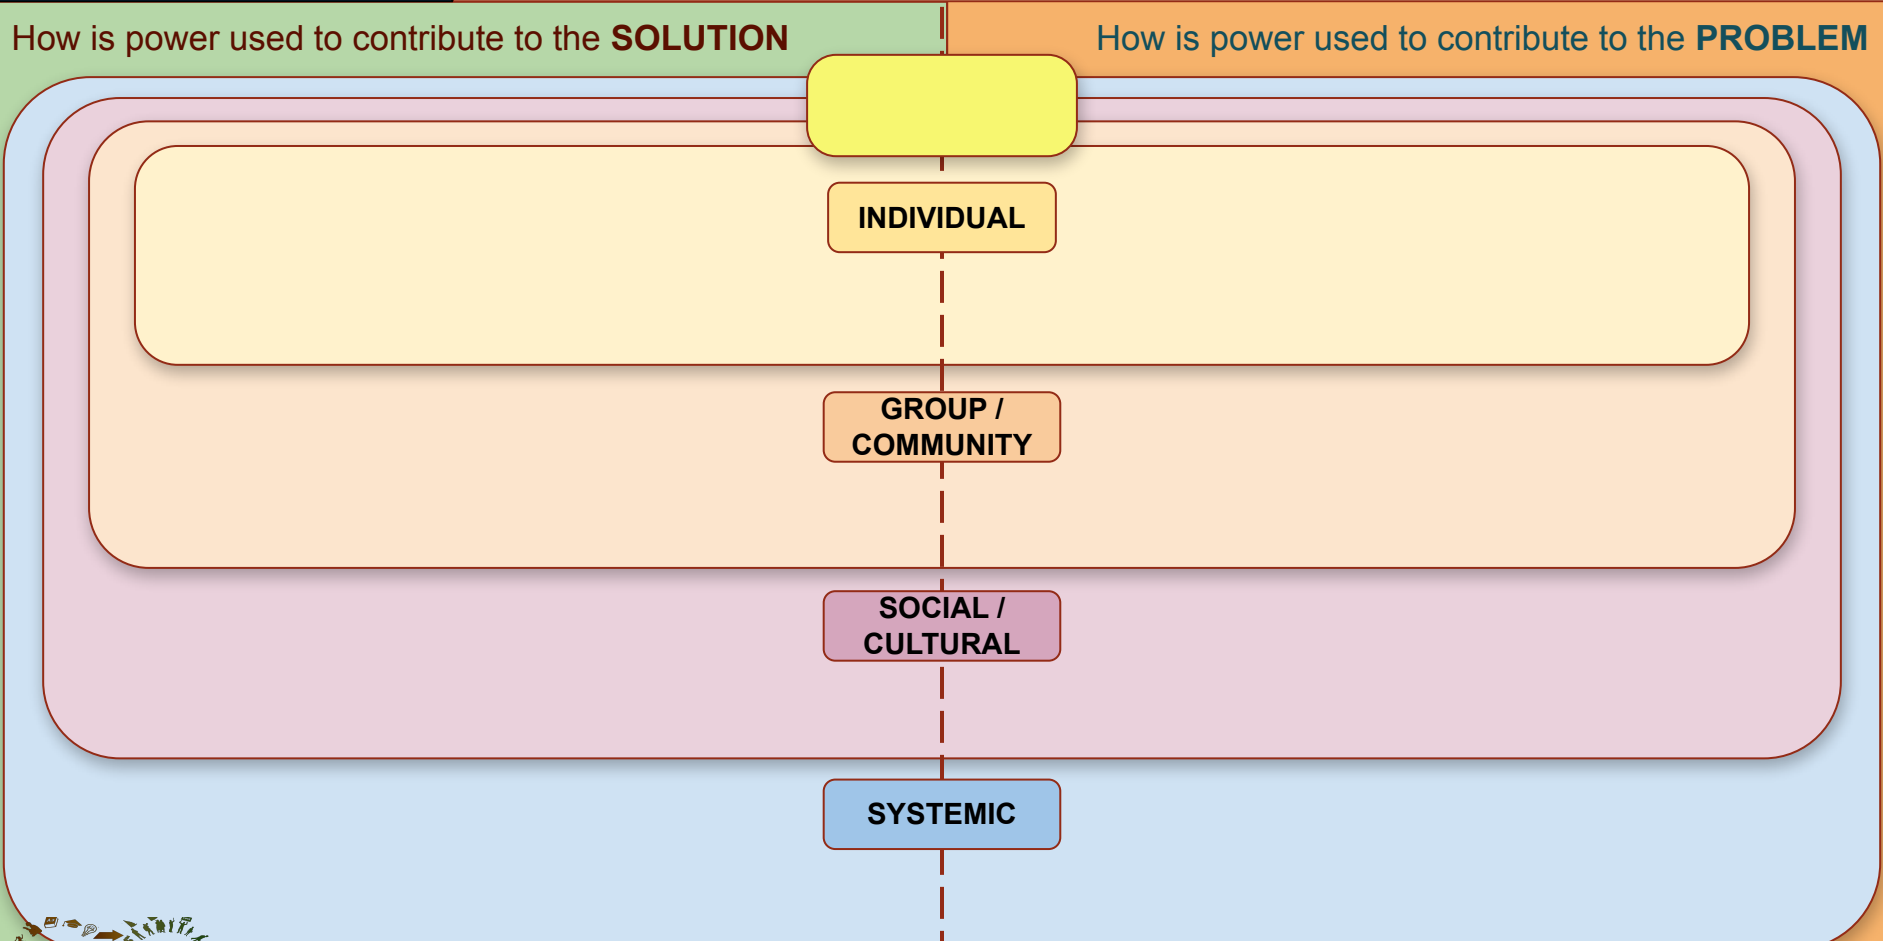 How is power used to contribute to the SOLUTION
How is power used to contribute to the PROBLEM
INDIVIDUAL
GROUP /
COMMUNITY
SOCIAL /
CULTURAL
SYSTEMIC